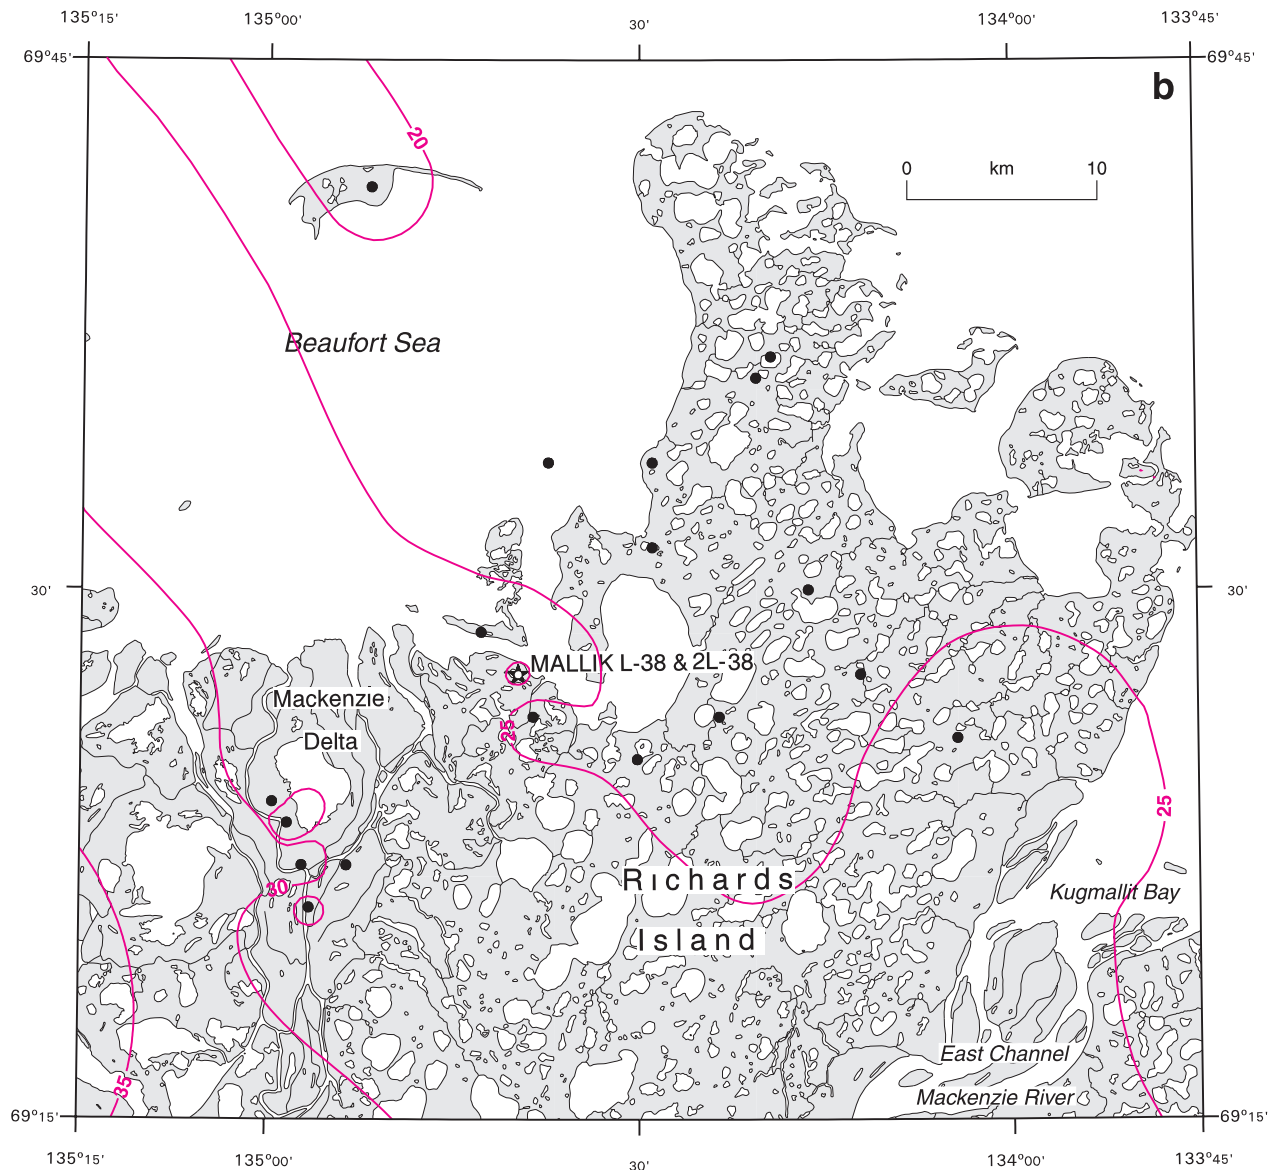 135°15'
135°00'
30'
134°00'
133°45'
69°45'
69°45'
b
20
0 km 10
Beaufort Sea
30'
30'
MALLIK L-38 & 2L-38
Mackenzie
Delta
25
25
30
Richards
Kugmallit Bay
Island
East Channel
35
Mackenzie River
69°15'
69°15'
135°15'
135°00'
30'
134°00'
133°45'